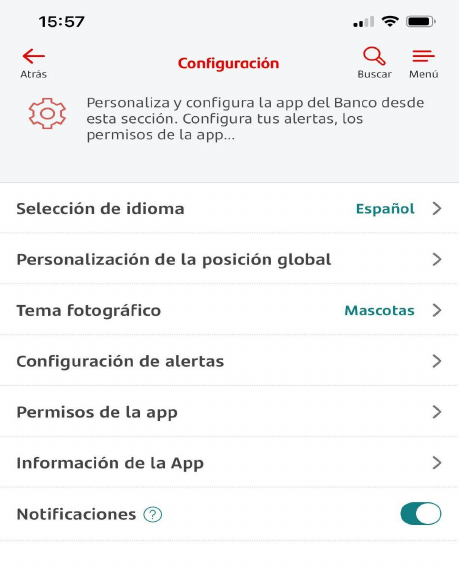 15:57
Atrás
Configuración
Buscar
Menú
Personaliza y configura la app del Banco desde
esta sección. Configura tus alertas, los
permisos de la app...
Selección de idioma
Español
Personalización de la posición global
Tema fotográfico
Mascotas
Configuración de alertas
Permisos de la app
Información de la App
Notificaciones ?